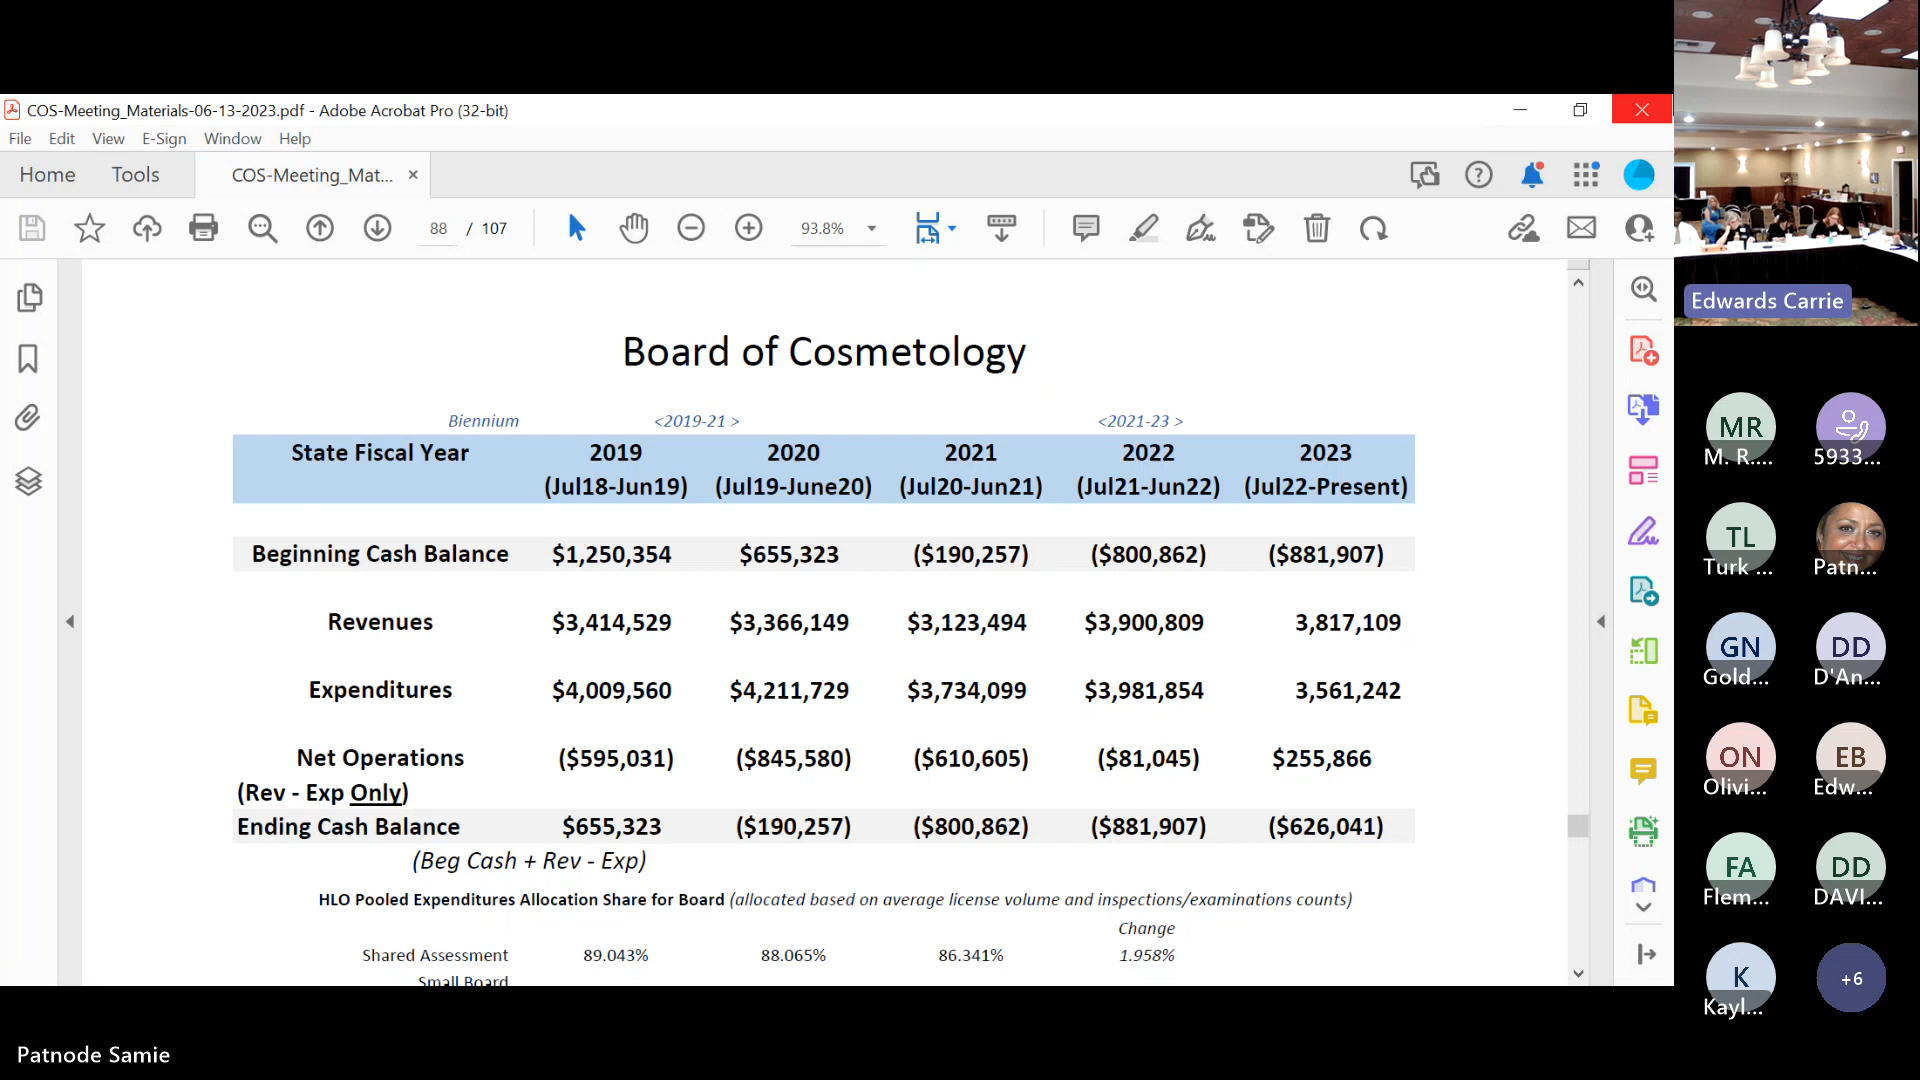 COS-Meeting_Materials-06-13-2023.pdf - Adobe Acrobat Pro (32-bit)
File Edit View E-Sign Window Help
Home Tools COS-Meeting_Mat... ×
88 / 107 93.8%
Board of Cosmetology
Biennium <2019-21 > <2021-23 >
State Fiscal Year 2019 2020 2021 2022 2023
(Jul18-Jun19) (Jul19-June20) (Jul20-Jun21) (Jul21-Jun22) (Jul22-Present)
Beginning Cash Balance $1,250,354 $655,323 ($190,257) ($800,862) ($881,907)
Revenues $3,414,529 $3,366,149 $3,123,494 $3,900,809 3,817,109
Expenditures $4,009,560 $4,211,729 $3,734,099 $3,981,854 3,561,242
Net Operations ($595,031) ($845,580) ($610,605) ($81,045) $255,866
(Rev - Exp Only)
Ending Cash Balance $655,323 ($190,257) ($800,862) ($881,907) ($626,041)
(Beg Cash + Rev - Exp)
HLO Pooled Expenditures Allocation Share for Board (allocated based on average license volume and inspections/examinations counts)
Change
Shared Assessment 89.043% 88.065% 86.341% 1.958%
Small Board
Edwards Carrie
MR
M. R.... 5933...
TL
Turk ... Patn...
GN DD
Gold... D'An...
ON EB
Olivi... Edw...
FA DD
Flem... DAVI...
K +6
Kayl...
Patnode Samie